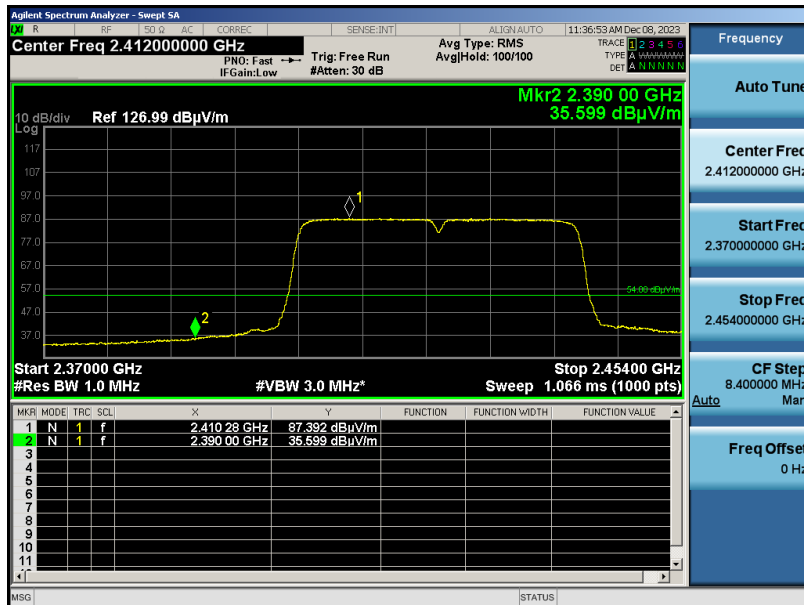 Agilent Spectrum Analyzer - Swept SA
LXI R RF 50 Ω AC CORREC SENSE:INT ALIGN AUTO 11:36:53 AM Dec 08, 2023
Center Freq 2.412000000 GHz
PNO: Fast
IFGain:Low
Trig: Free Run
#Atten: 30 dB
Avg Type: RMS
Avg|Hold: 100/100
TRACE 1 2 3 4 5 6
TYPE A
DET A N N N N N
Frequency
Mkr2 2.390 00 GHz
35.599 dBµV/m
10 dB/div Ref 126.99 dBµV/m
Log
117
107
97.0
87.0
77.0
67.0
57.0
47.0
37.0
1
2
54.00 dBµV/m
Start 2.37000 GHz Stop 2.45400 GHz
#Res BW 1.0 MHz #VBW 3.0 MHz* Sweep 1.066 ms (1000 pts)
MKR MODE TRC SCL X Y FUNCTION FUNCTION WIDTH FUNCTION VALUE
1 N 1 f 2.410 28 GHz 87.392 dBµV/m
2 N 1 f 2.390 00 GHz 35.599 dBµV/m
3
4
5
6
7
8
9
10
11
Auto Tune
Center Freq
2.412000000 GHz
Start Freq
2.370000000 GHz
Stop Freq
2.454000000 GHz
CF Step
8.400000 MHz
Auto Man
Freq Offset
0 Hz
MSG STATUS